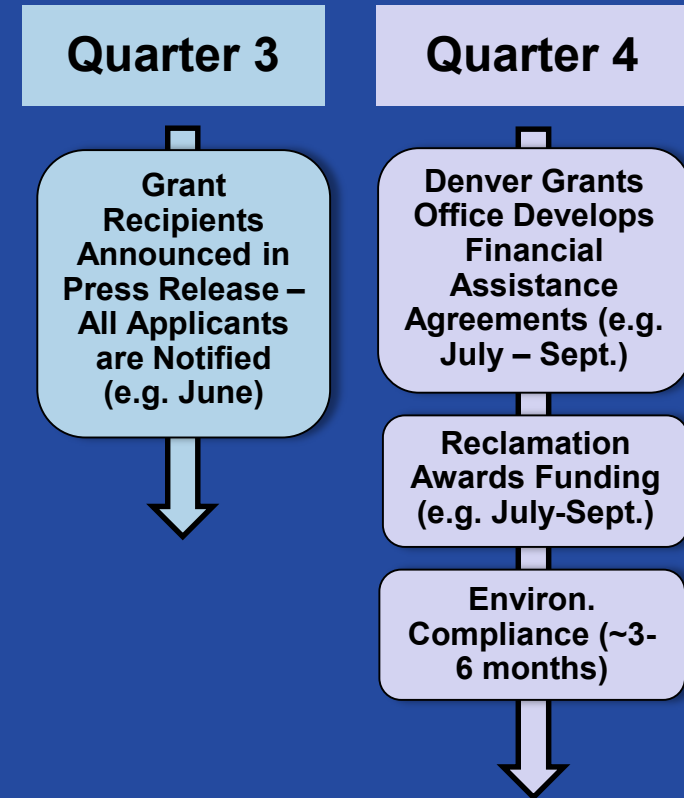 Quarter 3
Grant
Recipients
Announced in
Press Release –
All Applicants
are Notified
(e.g. June)
Quarter 4
Denver Grants
Office Develops
Financial
Assistance
Agreements (e.g.
July – Sept.)
Reclamation
Awards Funding
(e.g. July-Sept.)
Environ.
Compliance (~3-
6 months)